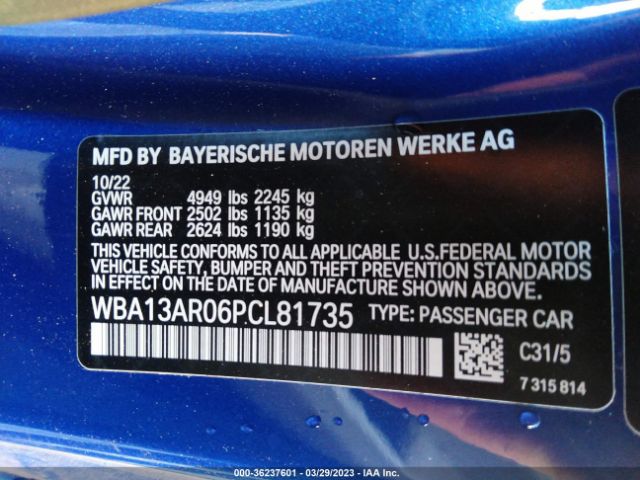 MFD BY BAYERISCHE MOTOREN WERKE AG
10/22
GVWR 4949 lbs 2245 kg
GAWR FRONT 2502 lbs 1135 kg
GAWR REAR 2624 lbs 1190 kg
THIS VEHICLE CONFORMS TO ALL APPLICABLE U.S.FEDERAL MOTOR
VEHICLE SAFETY, BUMPER AND THEFT PREVENTION STANDARDS
IN EFFECT ON THE DATE OF MANUFACTURE SHOWN ABOVE.
WBA13AR06PCL81735 TYPE: PASSENGER CAR
C31/5
7 315 814
000-36237601 - 03/29/2023 - IAA Inc.